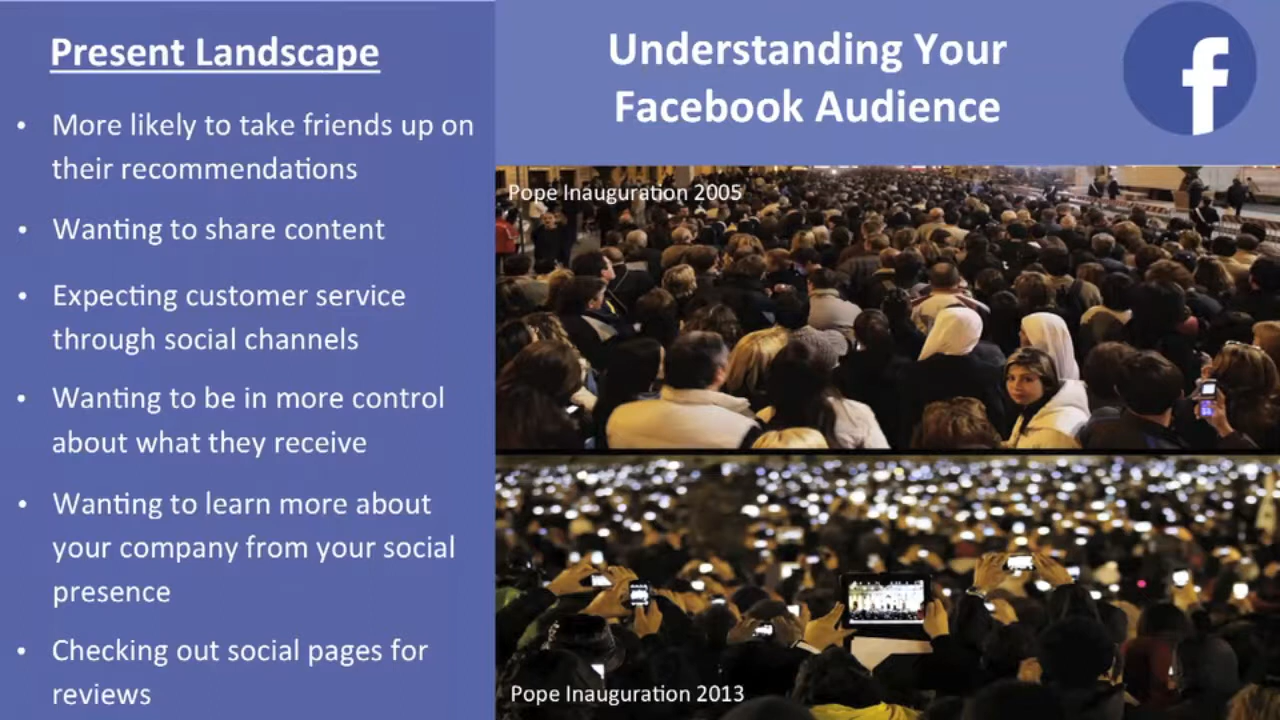 Present Landscape
• More likely to take friends up on
their recommendations
• Wanting to share content
• Expecting customer service
through social channels
• Wanting to be in more control
about what they receive
• Wanting to learn more about
your company from your social
presence
• Checking out social pages for
reviews
Understanding Your
Facebook Audience
f
Pope Inauguration 2005
Pope Inauguration 2013